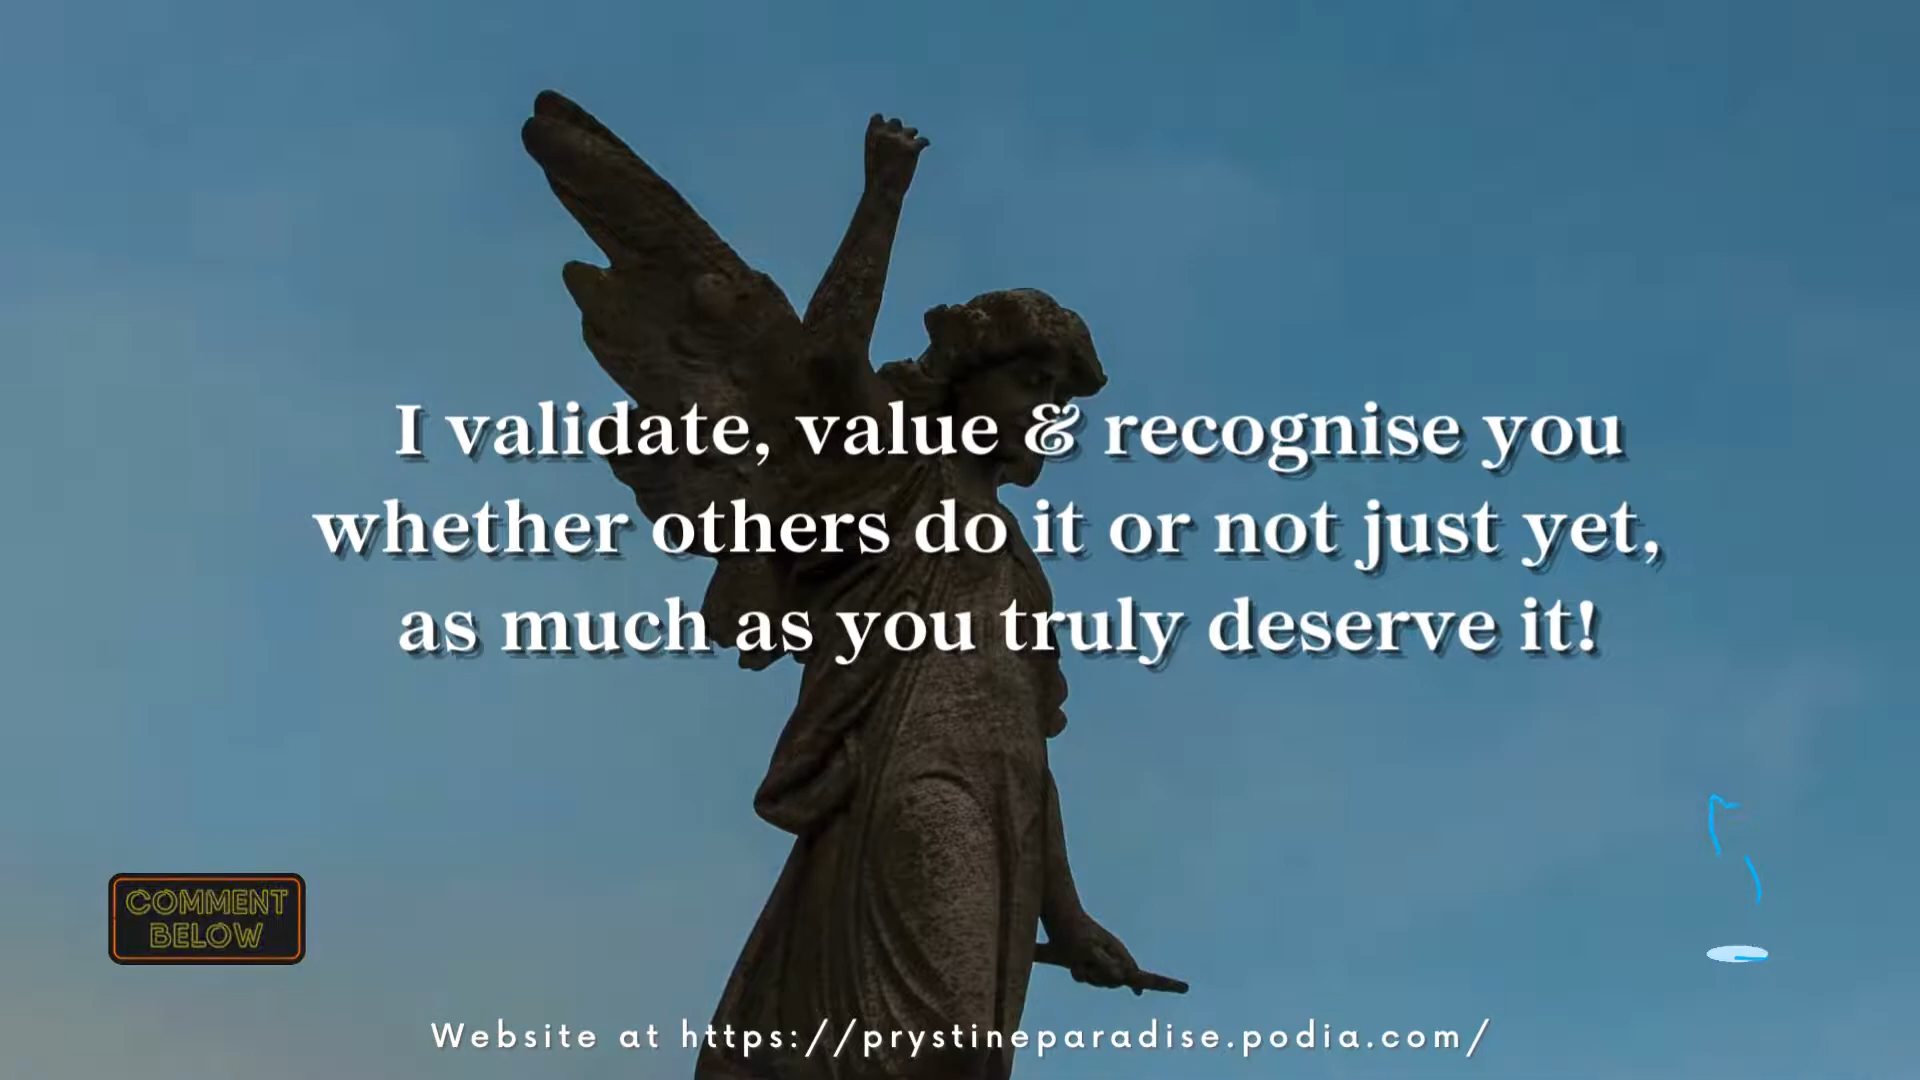 I validate, value & recognise you
whether others do it or not just yet,
as much as you truly deserve it!
COMMENT
BELOW
Website at https://prystineparadise.podia.com/